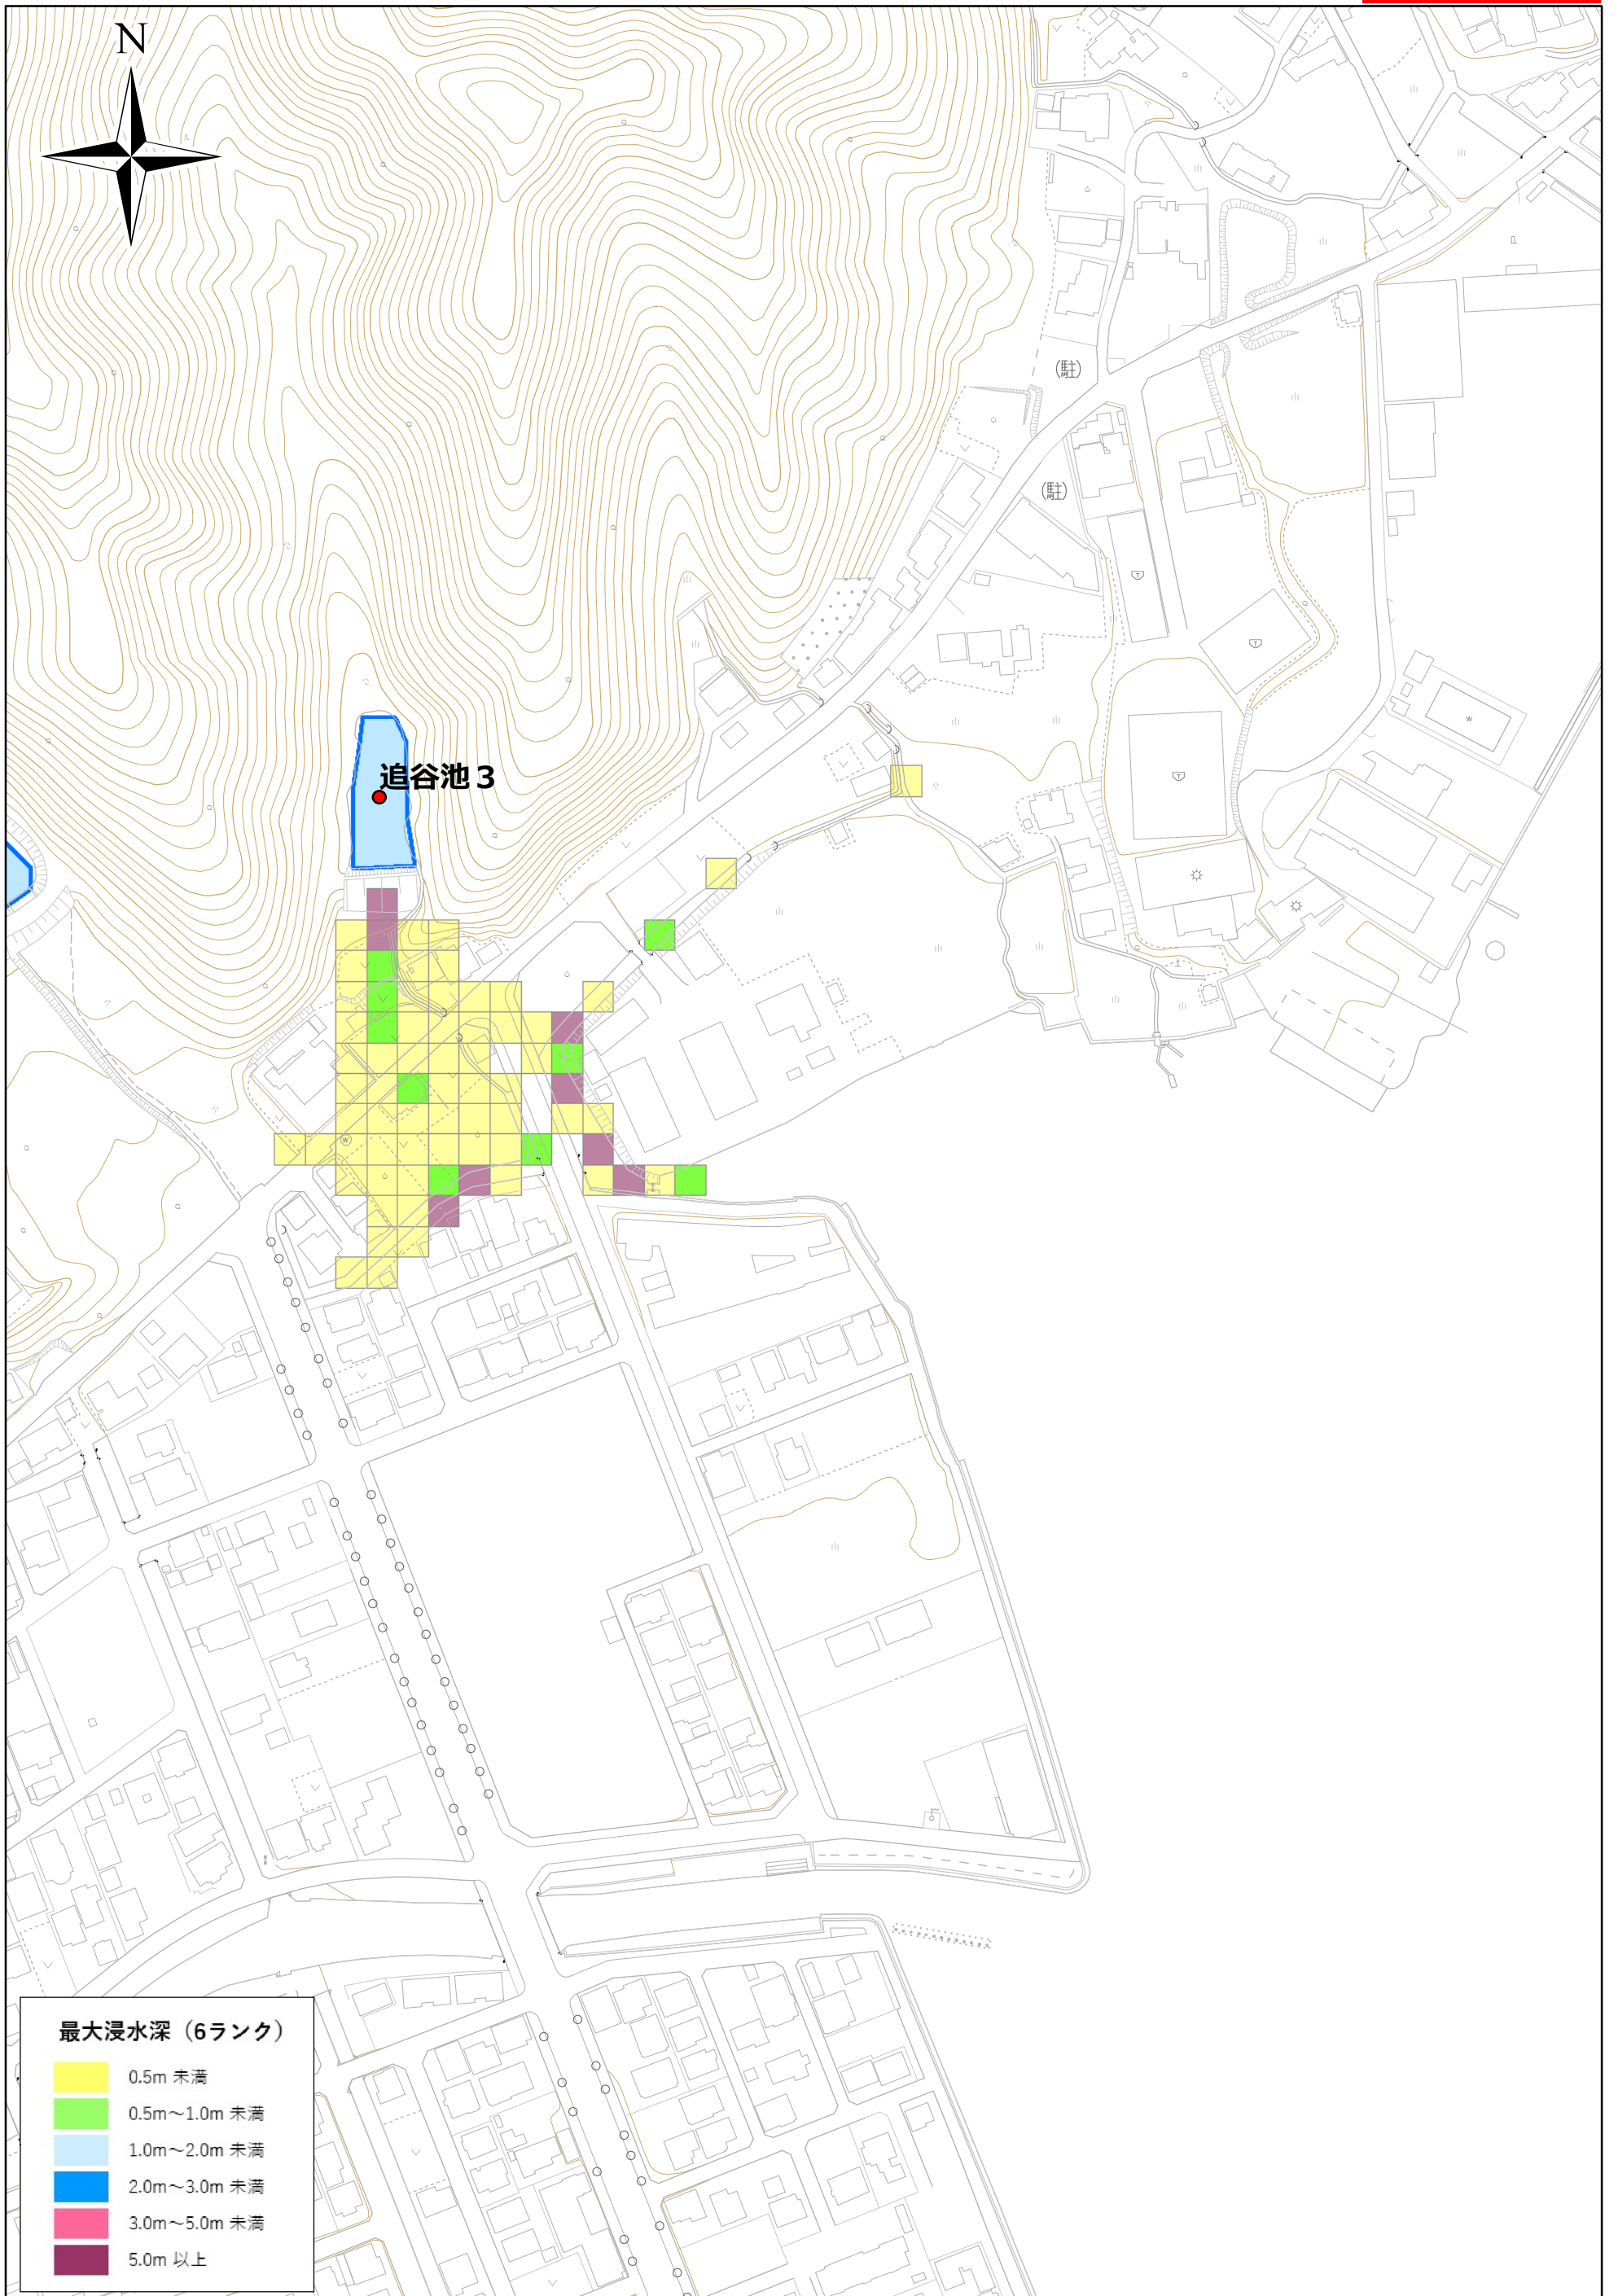 N
(駐)
(駐)
追谷池3
最大浸水深（6ランク）
0.5m 未満
0.5m～1.0m 未満
1.0m～2.0m 未満
2.0m～3.0m 未満
3.0m～5.0m 未満
5.0m 以上